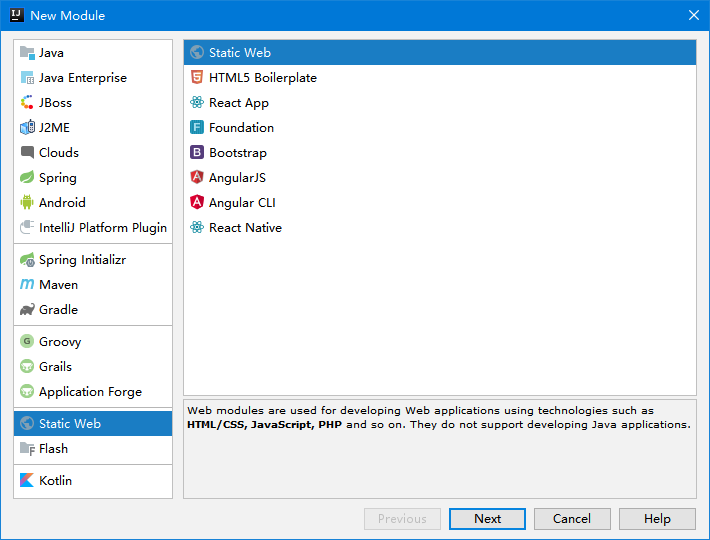 New Module
Java
Java Enterprise
JBoss
J2ME
Clouds
Spring
Android
IntelliJ Platform Plugin
Spring Initializr
Maven
Gradle
Groovy
Grails
Application Forge
Static Web
Flash
Kotlin
Static Web
HTML5 Boilerplate
React App
Foundation
Bootstrap
AngularJS
Angular CLI
React Native
Web modules are used for developing Web applications using technologies such as
HTML/CSS, JavaScript, PHP and so on. They do not support developing Java applications.
Previous
Next
Cancel
Help